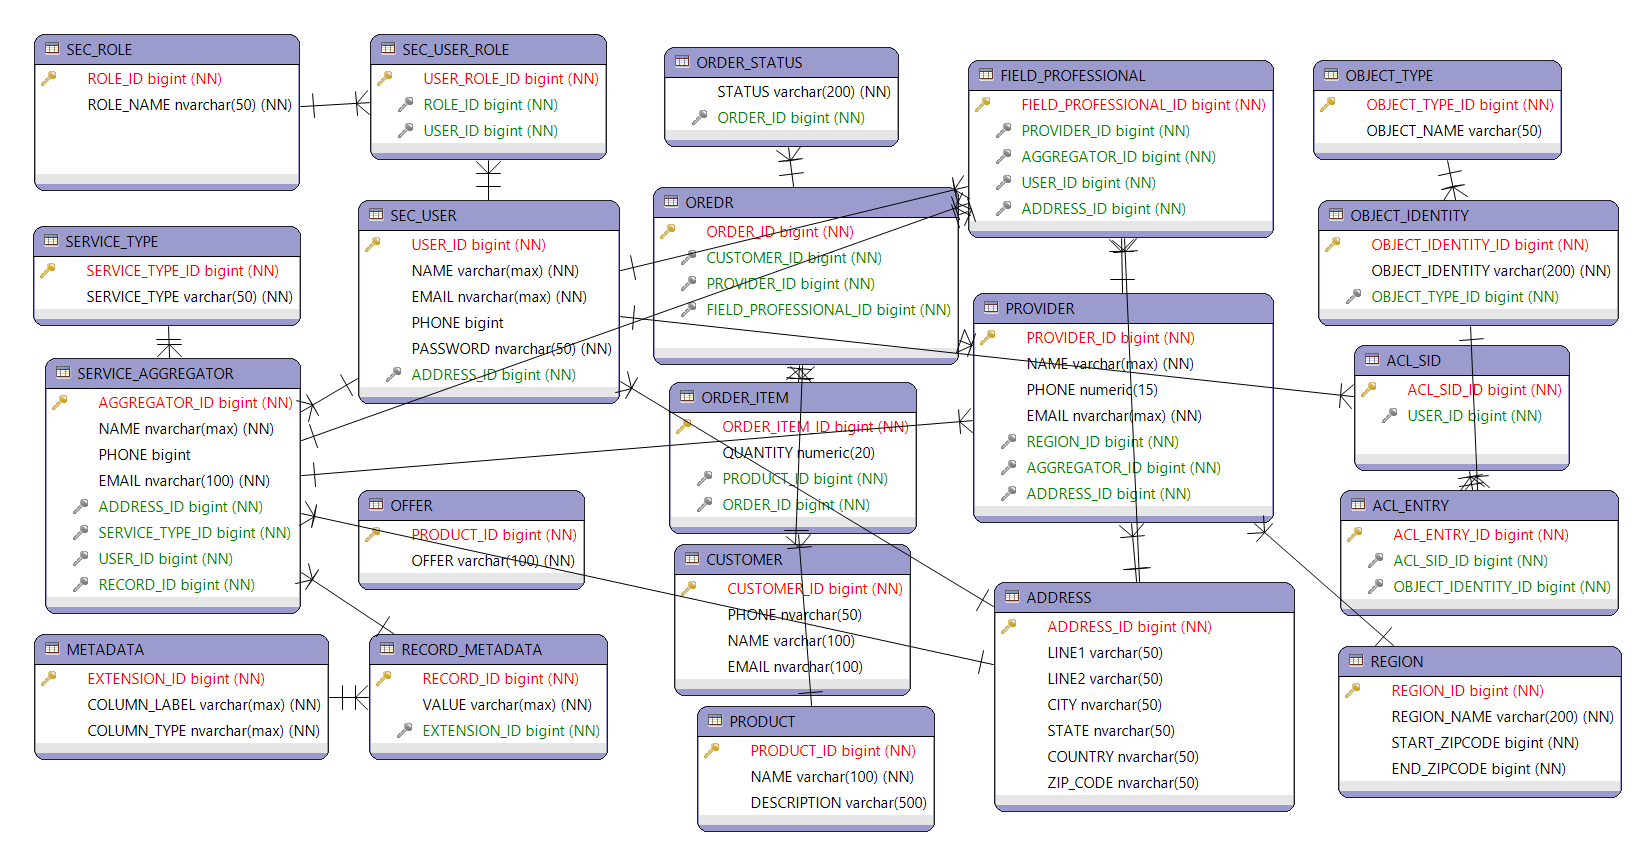 SEC_ROLE
ROLE_ID bigint (NN)
ROLE_NAME nvarchar(50) (NN)
SEC_USER_ROLE
USER_ROLE_ID bigint (NN)
ROLE_ID bigint (NN)
USER_ID bigint (NN)
ORDER_STATUS
STATUS varchar(200) (NN)
ORDER_ID bigint (NN)
FIELD_PROFESSIONAL
FIELD_PROFESSIONAL_ID bigint (NN)
PROVIDER_ID bigint (NN)
AGGREGATOR_ID bigint (NN)
USER_ID bigint (NN)
ADDRESS_ID bigint (NN)
OBJECT_TYPE
OBJECT_TYPE_ID bigint (NN)
OBJECT_NAME varchar(50)
SERVICE_TYPE
SERVICE_TYPE_ID bigint (NN)
SERVICE_TYPE varchar(50) (NN)
SEC_USER
USER_ID bigint (NN)
NAME varchar(max) (NN)
EMAIL nvarchar(max) (NN)
PHONE bigint
PASSWORD nvarchar(50) (NN)
ADDRESS_ID bigint (NN)
OREDR
ORDER_ID bigint (NN)
CUSTOMER_ID bigint (NN)
PROVIDER_ID bigint (NN)
FIELD_PROFESSIONAL_ID bigint (NN)
OBJECT_IDENTITY
OBJECT_IDENTITY_ID bigint (NN)
OBJECT_IDENTITY varchar(200) (NN)
OBJECT_TYPE_ID bigint (NN)
PROVIDER
PROVIDER_ID bigint (NN)
NAME varchar(max) (NN)
PHONE numeric(15)
EMAIL nvarchar(max) (NN)
REGION_ID bigint (NN)
AGGREGATOR_ID bigint (NN)
ADDRESS_ID bigint (NN)
ACL_SID
ACL_SID_ID bigint (NN)
USER_ID bigint (NN)
SERVICE_AGGREGATOR
AGGREGATOR_ID bigint (NN)
NAME nvarchar(max) (NN)
PHONE bigint
EMAIL nvarchar(100) (NN)
ADDRESS_ID bigint (NN)
SERVICE_TYPE_ID bigint (NN)
USER_ID bigint (NN)
RECORD_ID bigint (NN)
ORDER_ITEM
ORDER_ITEM_ID bigint (NN)
QUANTITY numeric(20)
PRODUCT_ID bigint (NN)
ORDER_ID bigint (NN)
OFFER
PRODUCT_ID bigint (NN)
OFFER varchar(100) (NN)
ACL_ENTRY
ACL_ENTRY_ID bigint (NN)
ACL_SID_ID bigint (NN)
OBJECT_IDENTITY_ID bigint (NN)
CUSTOMER
CUSTOMER_ID bigint (NN)
PHONE nvarchar(50)
NAME varchar(100)
EMAIL nvarchar(100)
ADDRESS
ADDRESS_ID bigint (NN)
LINE1 varchar(50)
LINE2 varchar(50)
CITY nvarchar(50)
STATE nvarchar(50)
COUNTRY nvarchar(50)
ZIP_CODE nvarchar(50)
METADATA
EXTENSION_ID bigint (NN)
COLUMN_LABEL varchar(max) (NN)
COLUMN_TYPE nvarchar(max) (NN)
RECORD_METADATA
RECORD_ID bigint (NN)
VALUE varchar(max) (NN)
EXTENSION_ID bigint (NN)
REGION
REGION_ID bigint (NN)
REGION_NAME varchar(200) (NN)
START_ZIPCODE bigint (NN)
END_ZIPCODE bigint (NN)
PRODUCT
PRODUCT_ID bigint (NN)
NAME varchar(100) (NN)
DESCRIPTION varchar(500)